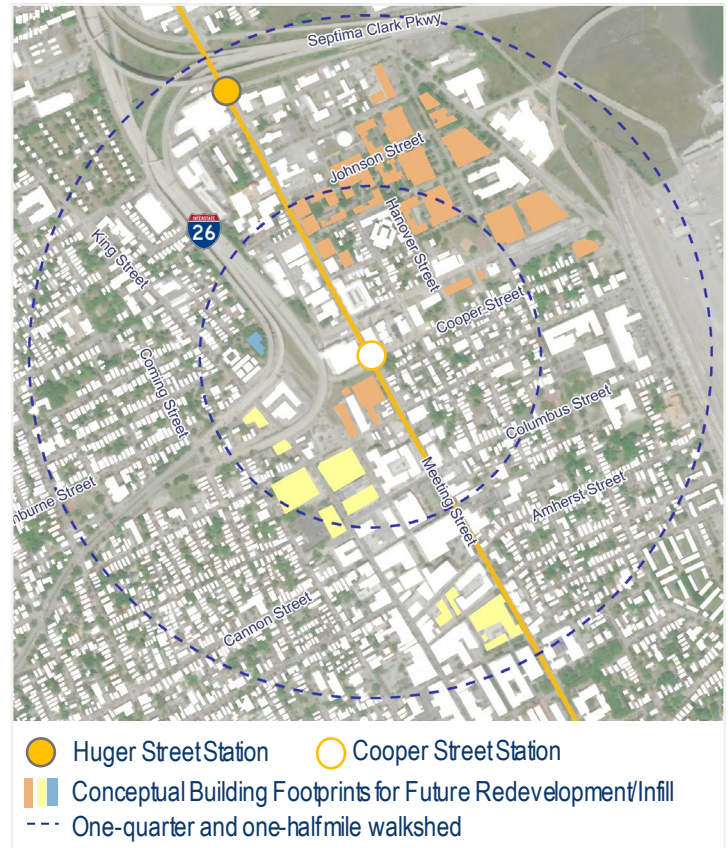 Septima Clark Pkwy
Johnson Street
Hanover Street
INTERSTATE
26
King Street
Cooper Street
Coming Street
Columbus Street
Meeting Street
Amherst Street
nburne Street
Cannon Street
Huger Street Station
Cooper Street Station
Conceptual Building Footprints for Future Redevelopment/Infill
One-quarter and one-half mile walkshed